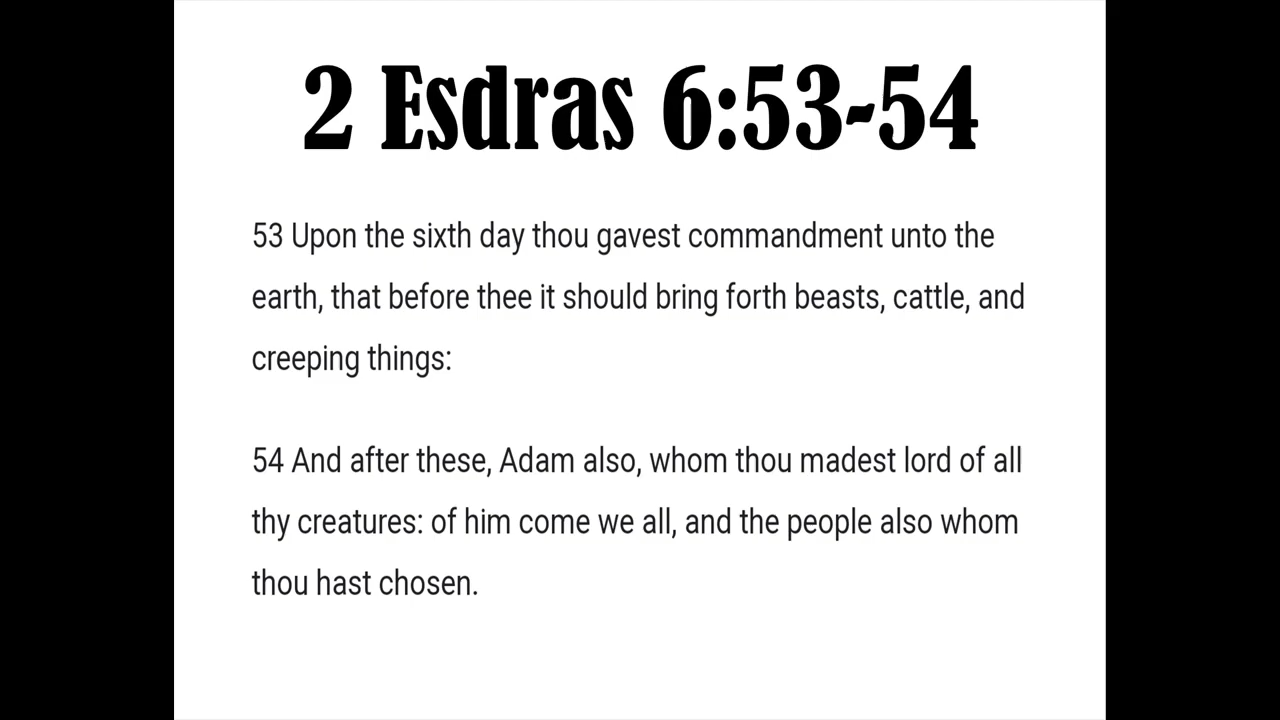 2 Esdras 6:53-54
53 Upon the sixth day thou gavest commandment unto the
earth, that before thee it should bring forth beasts, cattle, and
creeping things:
54 And after these, Adam also, whom thou madest lord of all
thy creatures: of him come we all, and the people also whom
thou hast chosen.